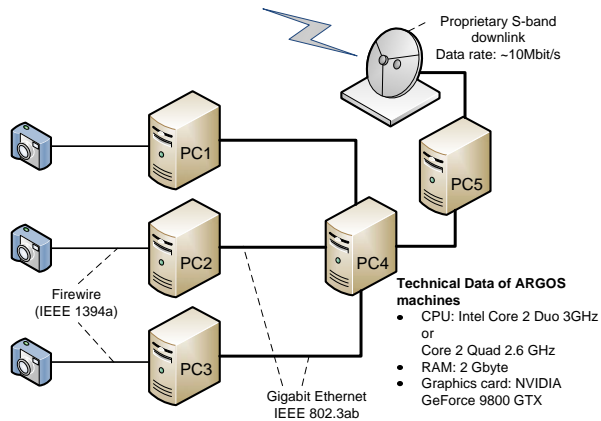 Proprietary S-band
downlink
Data rate: ~10Mbit/s
PC1
PC5
PC2
PC4
Firewire
(IEEE 1394a)
PC3
Gigabit Ethernet
IEEE 802.3ab
Technical Data of ARGOS
machines
• CPU: Intel Core 2 Duo 3GHz
or
Core 2 Quad 2.6 GHz
• RAM: 2 Gbyte
• Graphics card: NVIDIA
GeForce 9800 GTX